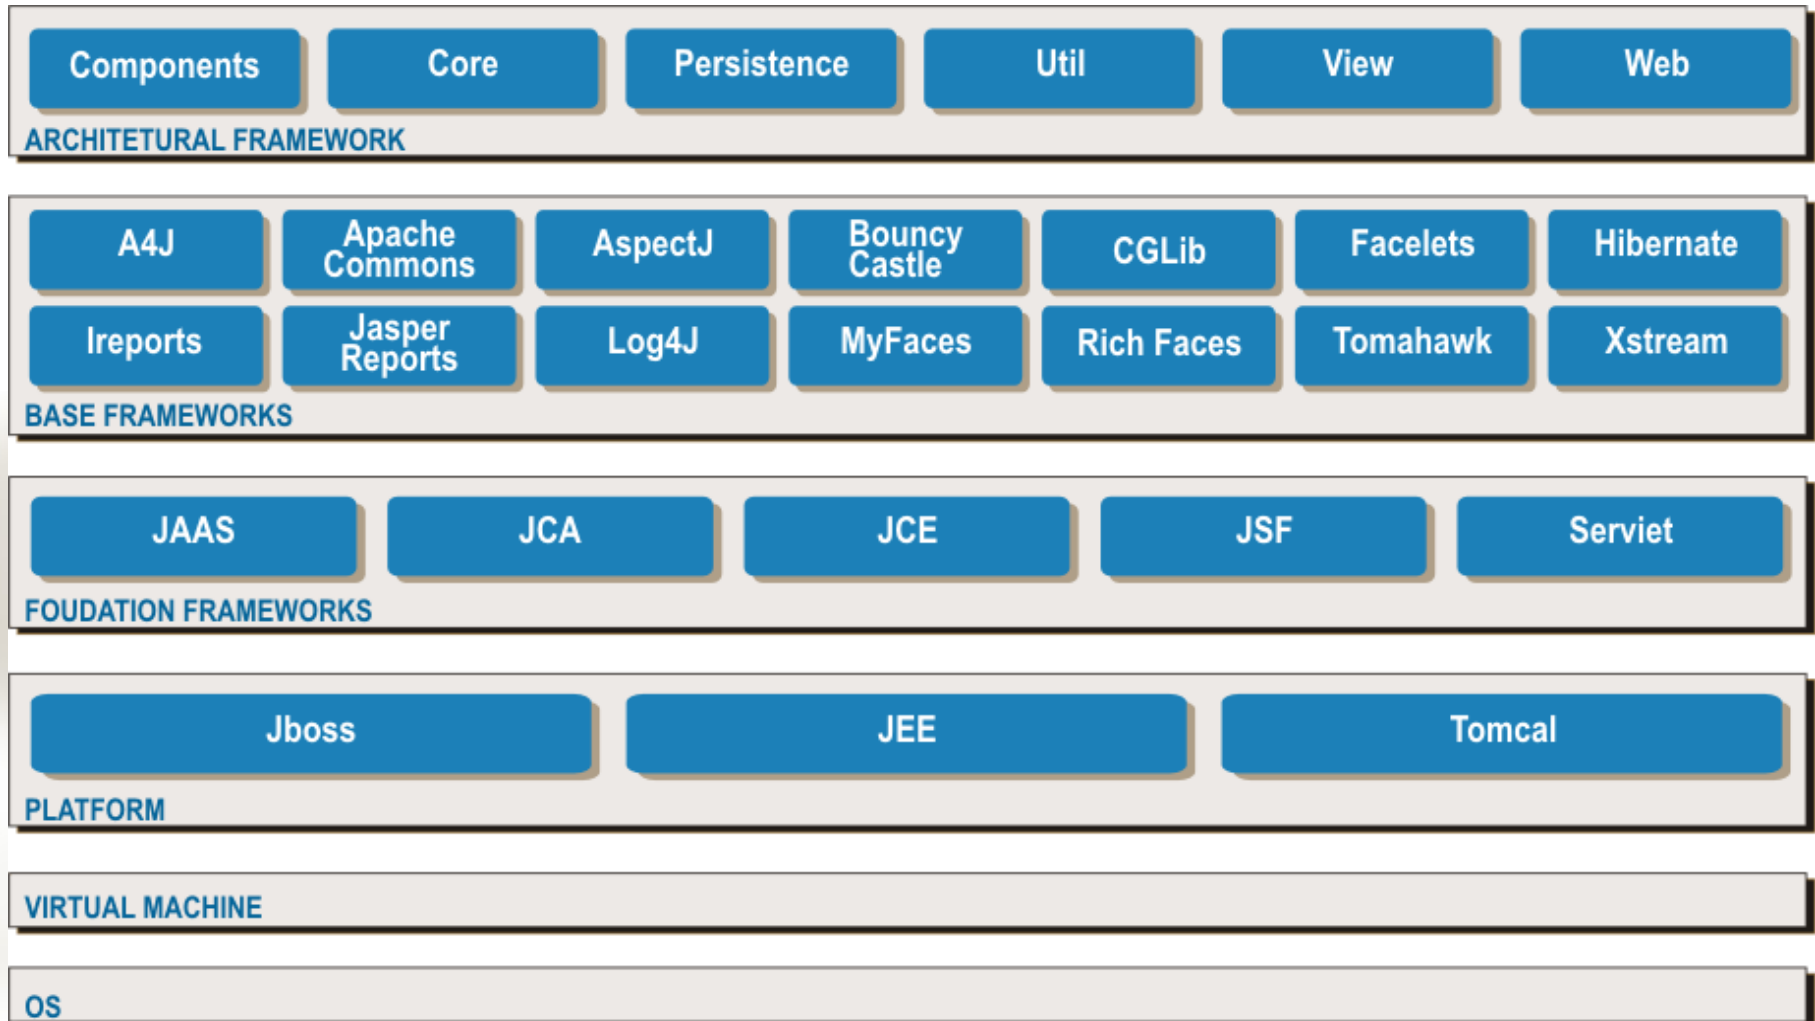 Components Core Persistence Util View Web
ARCHITETURAL FRAMEWORK
A4J Apache Commons AspectJ Bouncy Castle CGLib Facelets Hibernate
Ireports Jasper Reports Log4J MyFaces Rich Faces Tomahawk Xstream
BASE FRAMEWORKS
JAAS JCA JCE JSF Serviet
FOUDATION FRAMEWORKS
Jboss JEE Tomcal
PLATFORM
VIRTUAL MACHINE
OS